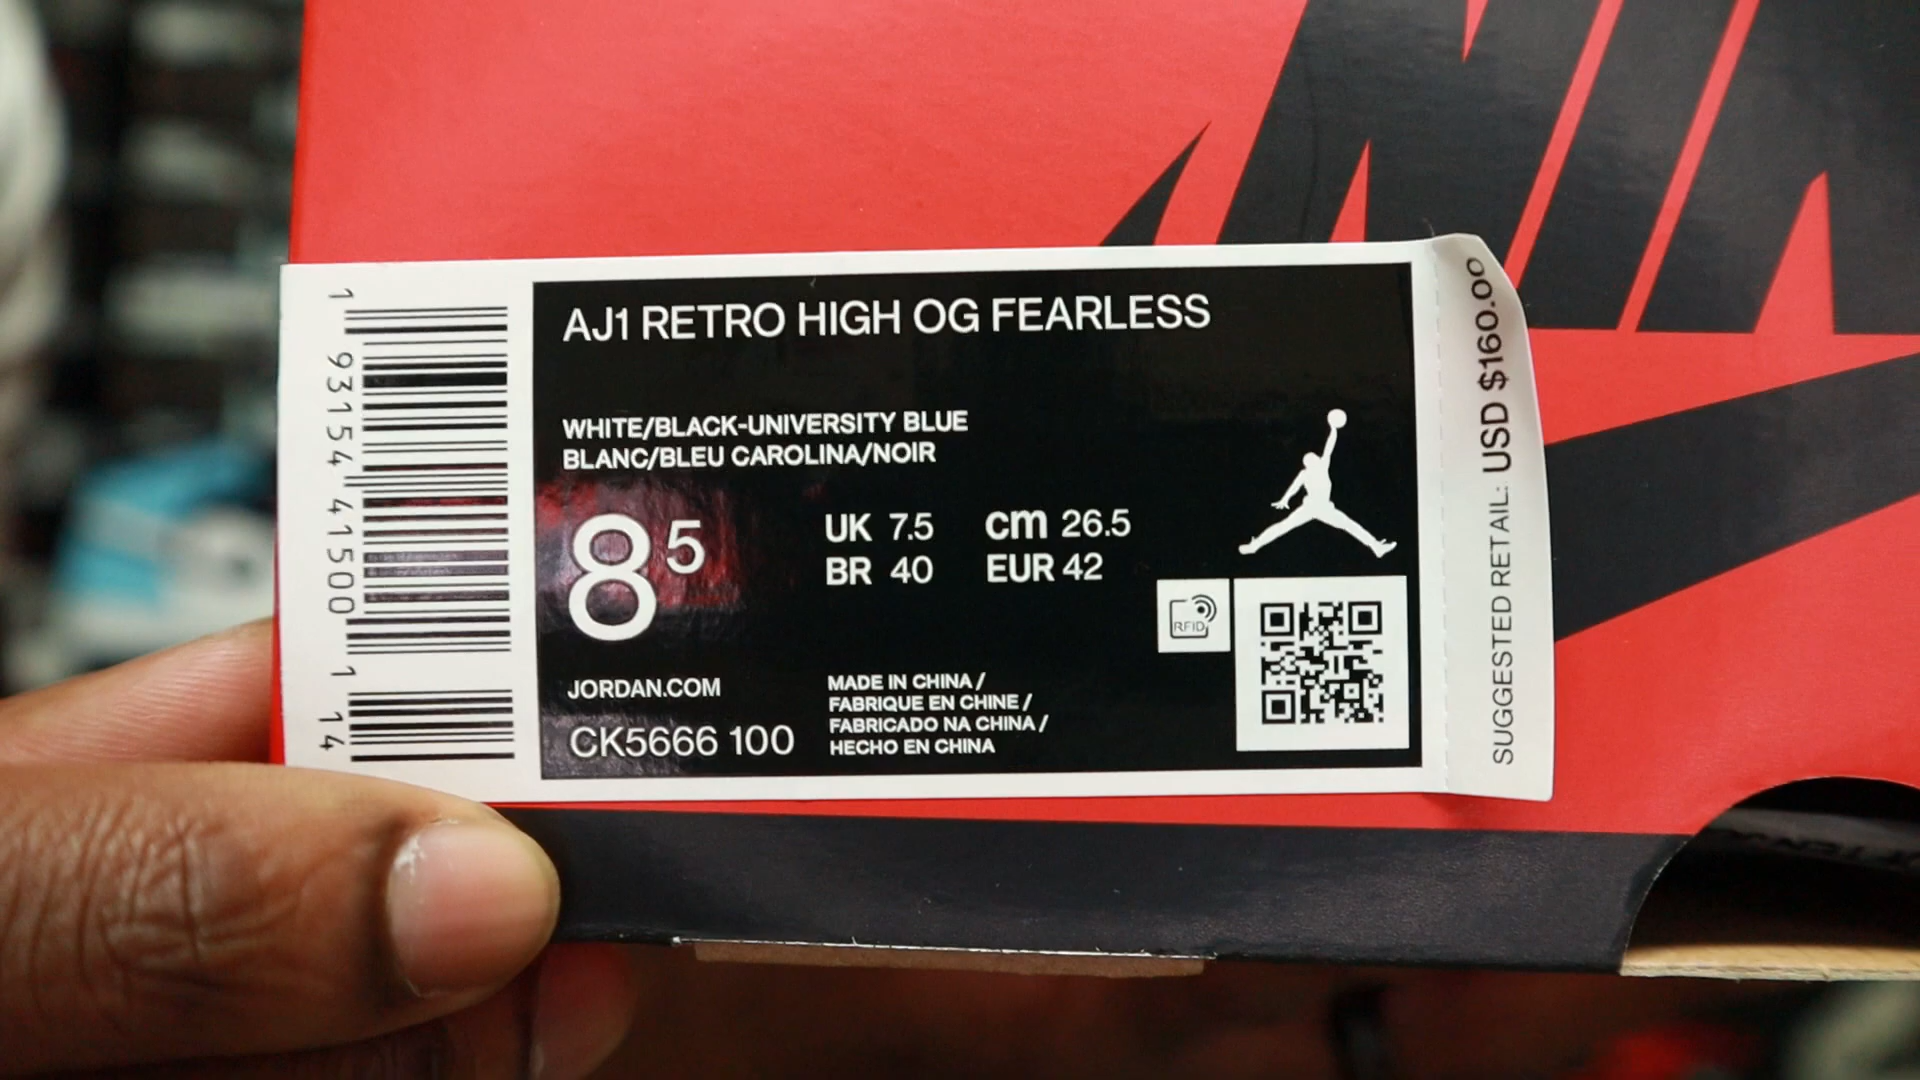 NIK
AJ1 RETRO HIGH OG FEARLESS
WHITE/BLACK-UNIVERSITY BLUE
BLANC/BLEU CAROLINA/NOIR
8 5
UK 7.5 cm 26.5
BR 40 EUR 42
RFID
JORDAN.COM
CK5666 100
MADE IN CHINA /
FABRIQUE EN CHINE /
FABRICADO NA CHINA /
HECHO EN CHINA
1 93154 41500 1 14
SUGGESTED RETAIL: USD $160.00